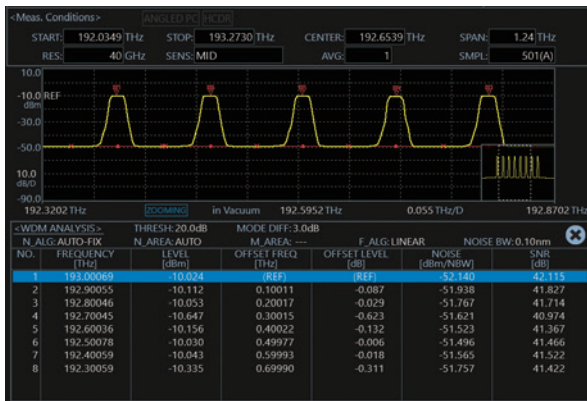 <Meas. Conditions> ANGLED PC HCDR
START: 192.0349 THz STOP: 193.2730 THz CENTER: 192.6539 THz SPAN: 1.24 THz
RES: 40 GHz SENS: MID AVG: 1 SMPL: 501(A)
10.0
-10.0 REF
dBm
-30.0
-50.0
10.0
dB/D
-90.0
192.3202 THz ZOOMING in Vacuum 192.5952 THz 0.055 THz/D 192.8702 THz
<WDM ANALYSIS> THRESH:20.0dB MODE DIFF:3.0dB
N_ALG:AUTO-FIX N_AREA:AUTO M_AREA: --- F_ALG:LINEAR NOISE BW:0.10nm
NO. FREQUENCY LEVEL OFFSET FREQ OFFSET LEVEL NOISE SNR
[THz] [dBm] [THz] [dB] [dBm/NBW] [dB]
1 193.00069 -10.024 (REF) (REF) -52.140 42.115
2 192.90055 -10.112 0.10011 -0.087 -51.938 41.827
3 192.80046 -10.053 0.20017 -0.029 -51.767 41.714
4 192.70045 -10.647 0.30015 -0.623 -51.621 40.974
5 192.60036 -10.156 0.40022 -0.132 -51.523 41.367
6 192.50078 -10.030 0.49977 -0.006 -51.496 41.466
7 192.40059 -10.043 0.59993 -0.018 -51.565 41.522
8 192.30059 -10.335 0.69990 -0.311 -51.757 41.422